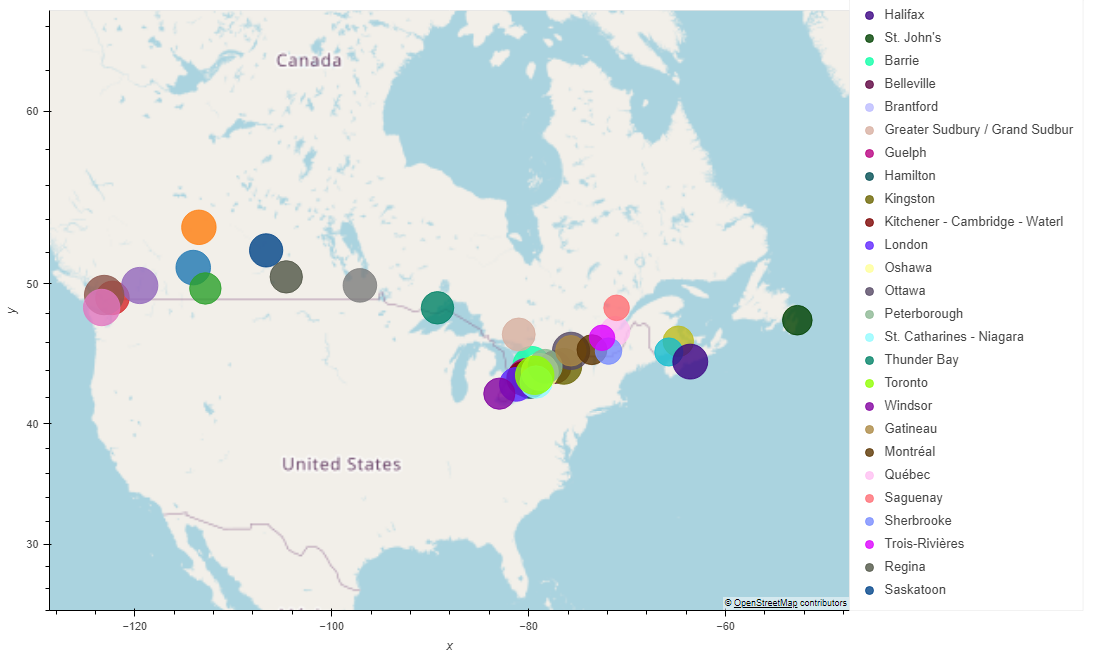 Canada
United States
60
50
40
30
y
-120
-100
-80
-60
x
© OpenStreetMap contributors
Halifax
St. John's
Barrie
Belleville
Brantford
Greater Sudbury / Grand Sudbur
Guelph
Hamilton
Kingston
Kitchener - Cambridge - Waterl
London
Oshawa
Ottawa
Peterborough
St. Catharines - Niagara
Thunder Bay
Toronto
Windsor
Gatineau
Montréal
Québec
Saguenay
Sherbrooke
Trois-Rivières
Regina
Saskatoon